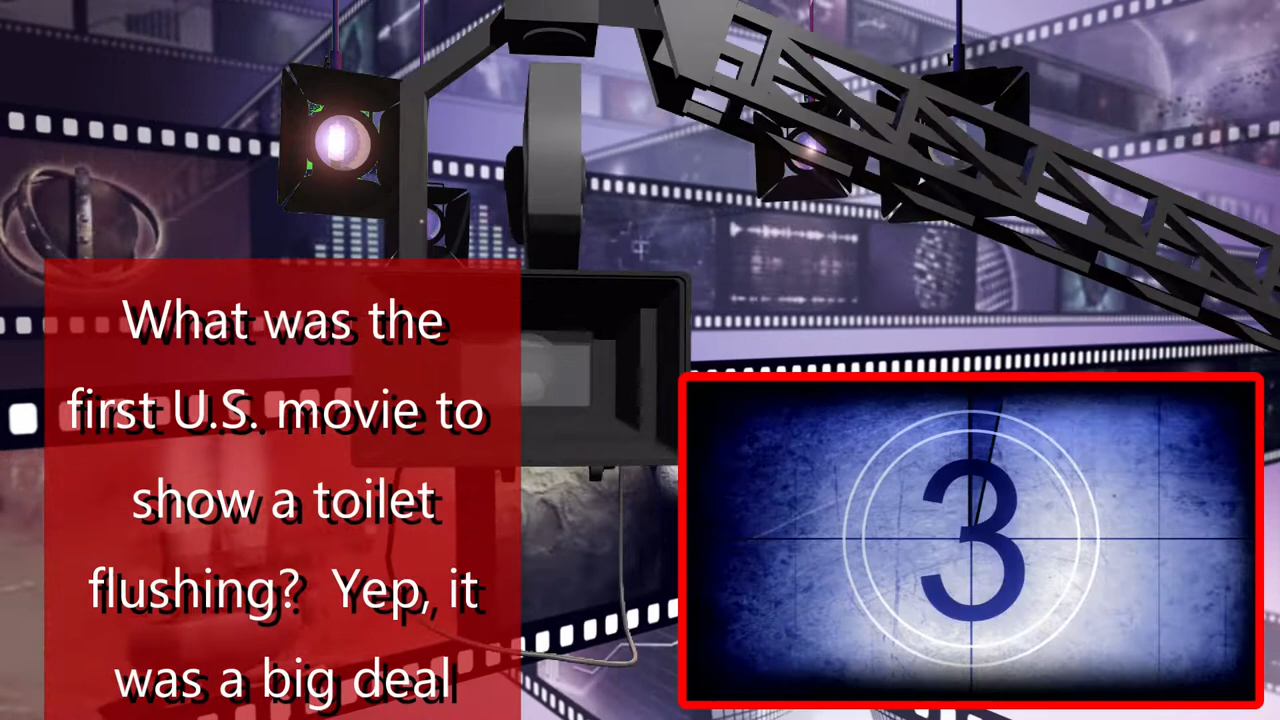 What was the
first U.S. movie to
show a toilet
flushing? Yep, it
was a big deal
3